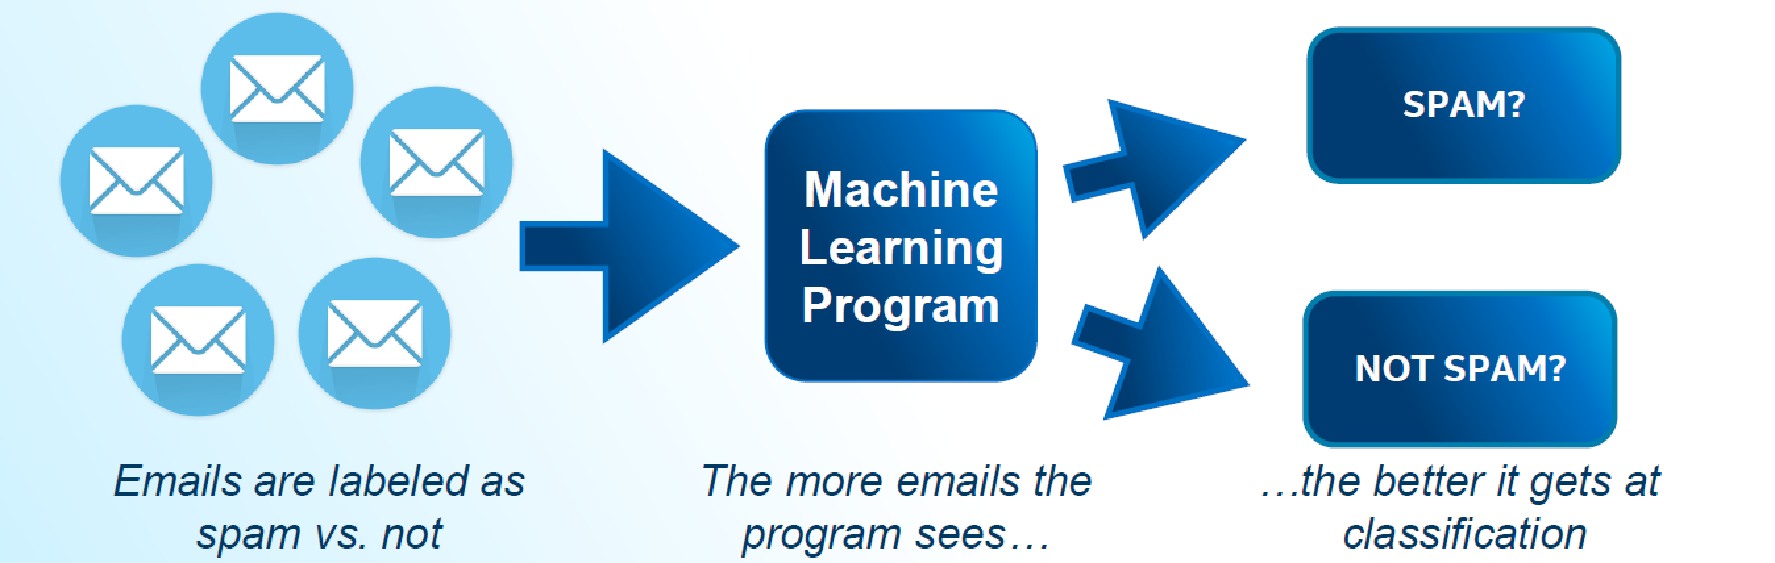 Machine
Learning
Program
SPAM?
NOT SPAM?
Emails are labeled as
spam vs. not
The more emails the
program sees…
…the better it gets at
classification